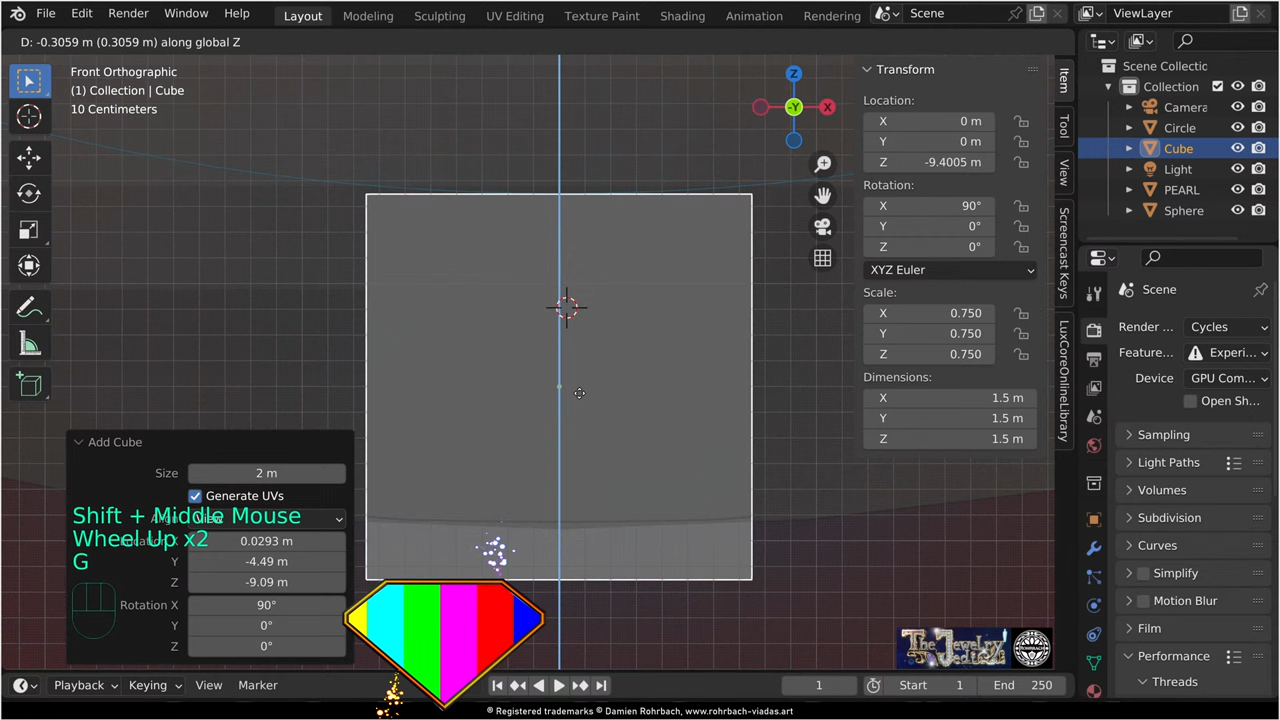 File Edit Render Window Help Layout Modeling Sculpting UV Editing Texture Paint Shading Animation Rendering Scene ViewLayer
D: -0.3059 m (0.3059 m) along global Z
Front Orthographic
(1) Collection | Cube
10 Centimeters
Z
-Y
X
Transform
Location:
X 0 m
Y 0 m
Z -9.4005 m
Rotation:
X 90°
Y 0°
Z 0°
XYZ Euler
Scale:
X 0.750
Y 0.750
Z 0.750
Dimensions:
X 1.5 m
Y 1.5 m
Z 1.5 m
Item
Tool
View
Screencast Keys
LuxCoreOnlineLibrary
Scene Collectic
Collection
Camera
Circle
Cube
Light
PEARL
Sphere
Scene
Render ... Cycles
Feature... Experi...
Device GPU Com...
Open Sh...
Sampling
Light Paths
Volumes
Subdivision
Curves
Simplify
Motion Blur
Film
Performance
Threads
Add Cube
Size 2 m
Generate UVs
Shift + Middle Mouse
Wheel Up x2
0.0293 m
G
Y -4.49 m
Z -9.09 m
Rotation X 90°
Y 0°
Z 0°
The Jewelry
Playback Keying View Marker 1 Start 1 End 250
® Registered trademarks © Damien Rohrbach, www.rohrbach-viadas.art